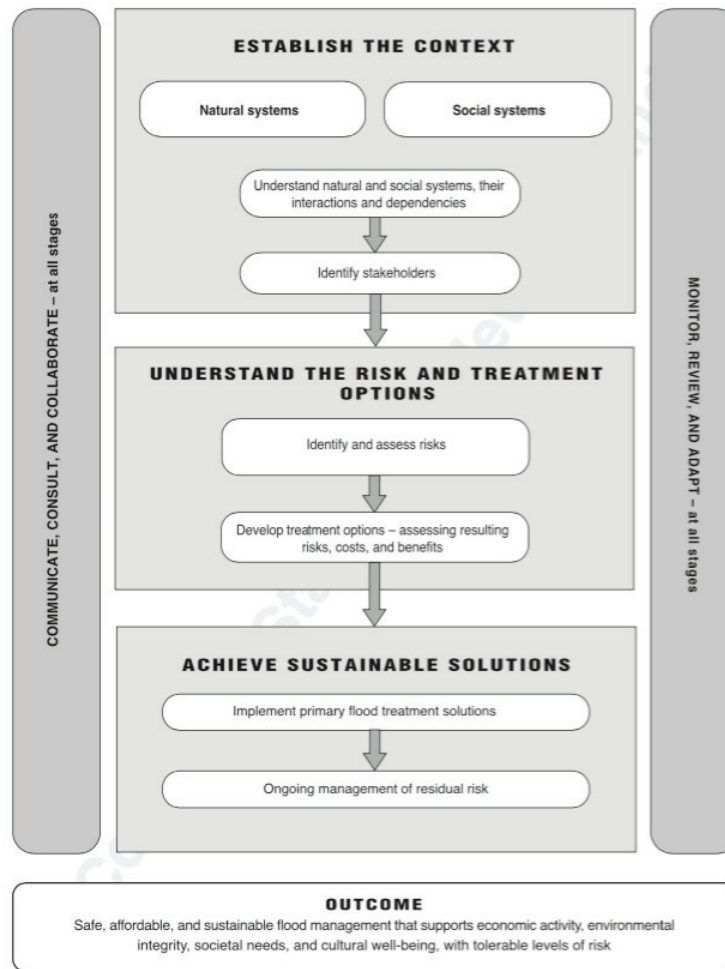 COMMUNICATE, CONSULT, AND COLLABORATE – at all stages
ESTABLISH THE CONTEXT
Natural systems
Social systems
Understand natural and social systems, their
interactions and dependencies
Identify stakeholders
UNDERSTAND THE RISK AND TREATMENT
OPTIONS
Identify and assess risks
Develop treatment options – assessing resulting
risks, costs, and benefits
ACHIEVE SUSTAINABLE SOLUTIONS
Implement primary flood treatment solutions
Ongoing management of residual risk
MONITOR, REVIEW, AND ADAPT – at all stages
OUTCOME
Safe, affordable, and sustainable flood management that supports economic activity, environmental
integrity, societal needs, and cultural well-being, with tolerable levels of risk